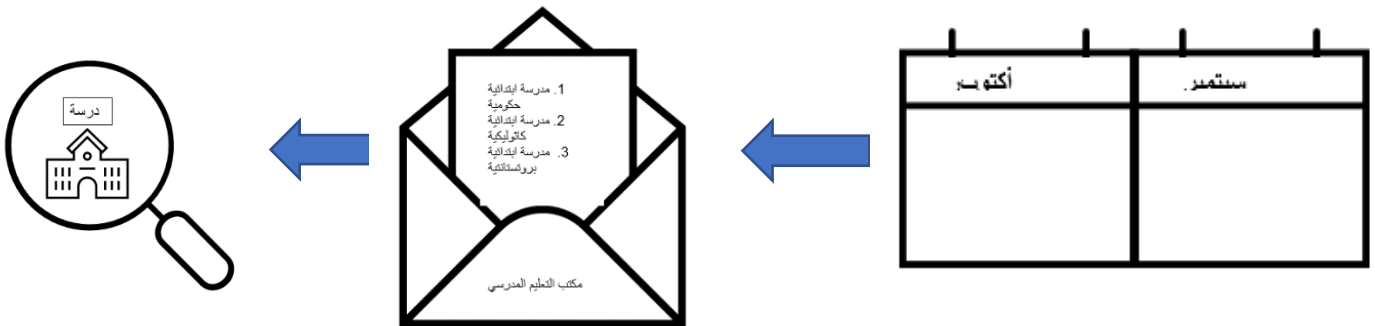 سبتمبر.
أكتوبر
1. مدرسة ابتدائية
حكومية
2. مدرسة ابتدائية
كاثوليكية
3. مدرسة ابتدائية
بروتستانتية
مكتب التعليم المدرسي
درسة